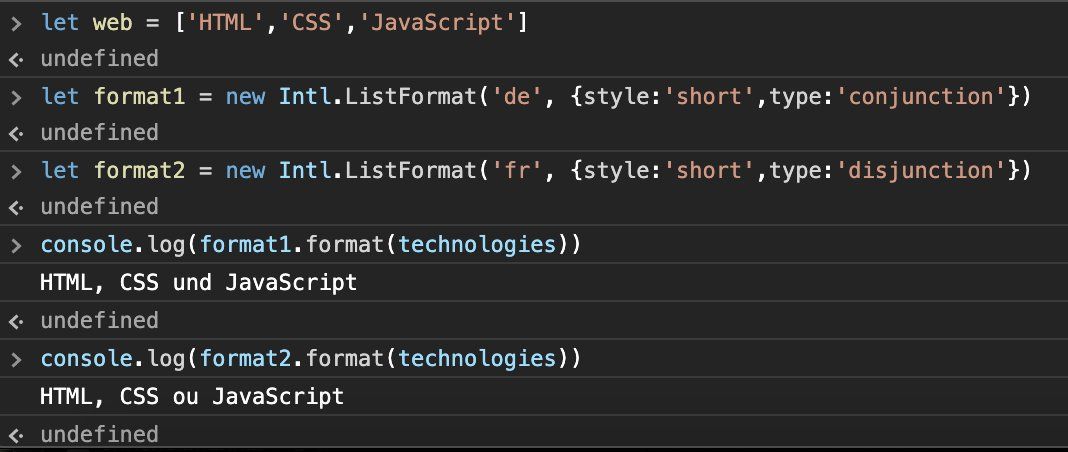 > let web = ['HTML','CSS','JavaScript']
undefined
> let format1 = new Intl.ListFormat('de', {style:'short',type:'conjunction'})
undefined
> let format2 = new Intl.ListFormat('fr', {style:'short',type:'disjunction'})
undefined
> console.log(format1.format(technologies))
HTML, CSS und JavaScript
undefined
> console.log(format2.format(technologies))
HTML, CSS ou JavaScript
undefined